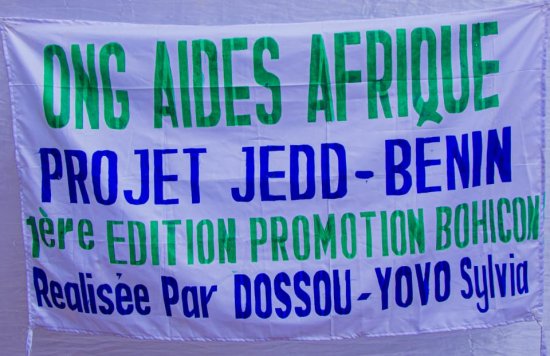 ONG AIDES AFRIQUE
PROJET JEDD-BENIN
1ère EDITION PROMOTION BOHICON
Realisée Par DOSSOU-YOVO Sylvia